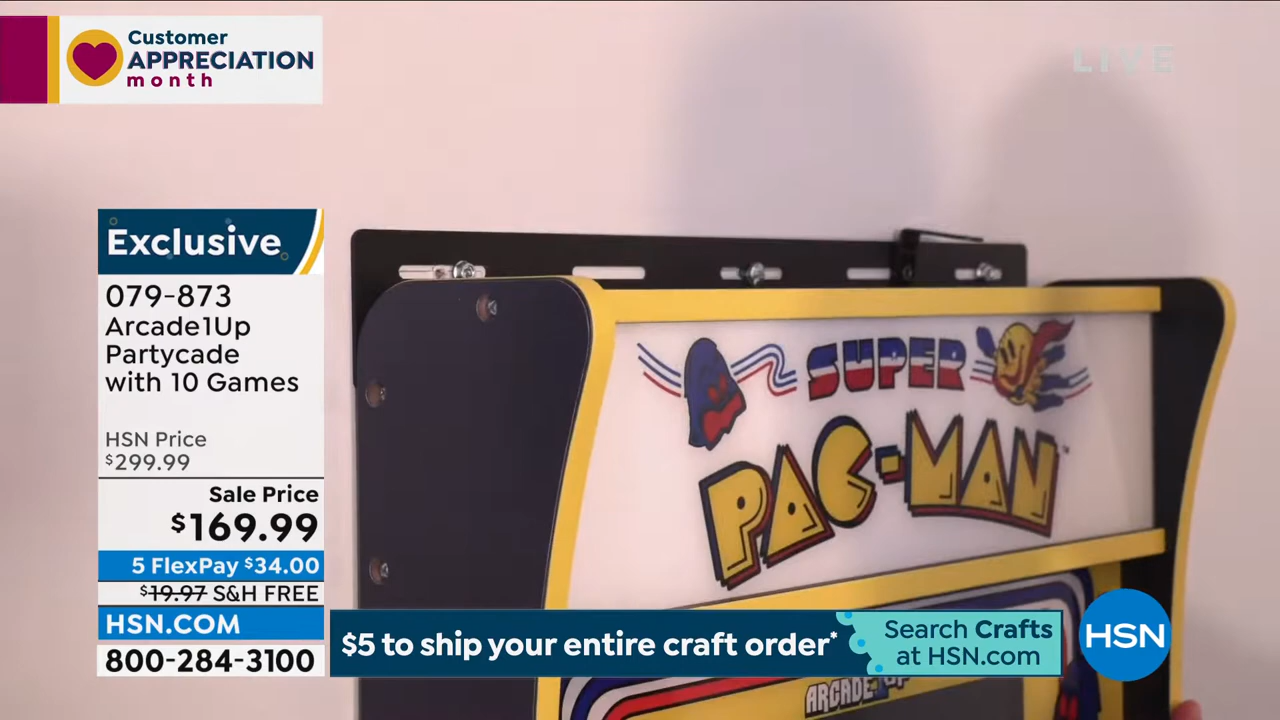 Customer
APPRECIATION
month
LIVE
Exclusive
079-873
Arcade1Up
Partycade
with 10 Games
HSN Price
$299.99
Sale Price
$169.99
5 FlexPay $34.00
$19.97 S&H FREE
HSN.COM
800-284-3100
SUPER
PAC-MAN™
$5 to ship your entire craft order*
Search Crafts
at HSN.com
HSN
ARCADE1UP